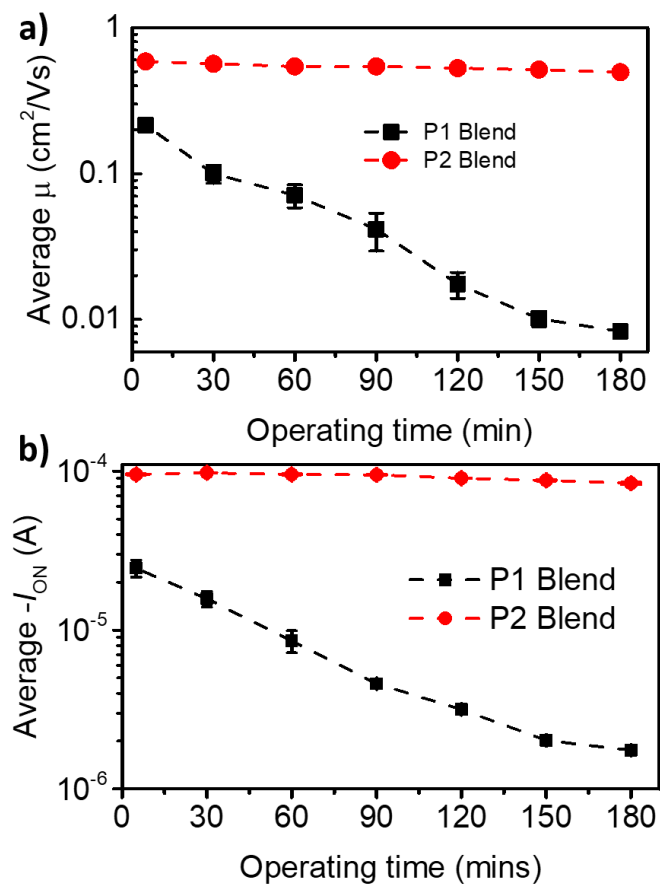 a)
1
0.1
0.01
Average μ (cm²/Vs)
P1 Blend
P2 Blend
0 30 60 90 120 150 180
Operating time (min)
b)
10⁻⁴
10⁻⁵
10⁻⁶
Average -I_ON (A)
P1 Blend
P2 Blend
0 30 60 90 120 150 180
Operating time (mins)